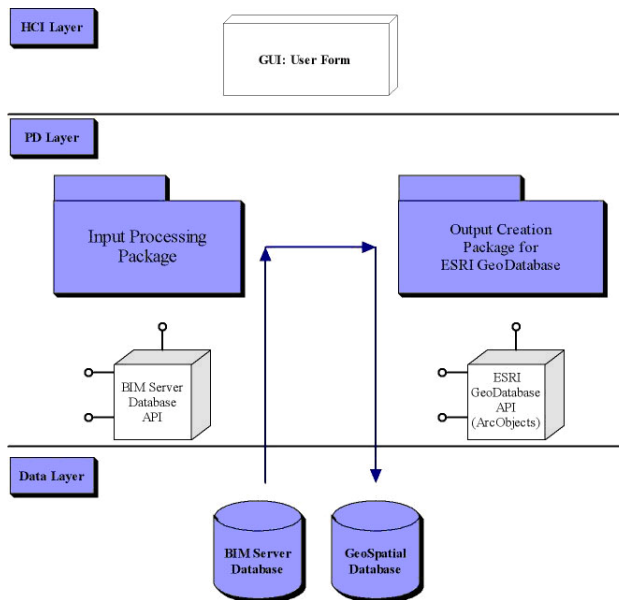 HCI Layer
GUI: User Form
PD Layer
Input Processing
Package
Output Creation
Package for
ESRI GeoDatabase
BIM Server
Database
API
ESRI
GeoDatabase
API
(ArcObjects)
Data Layer
BIM Server
Database
GeoSpatial
Database